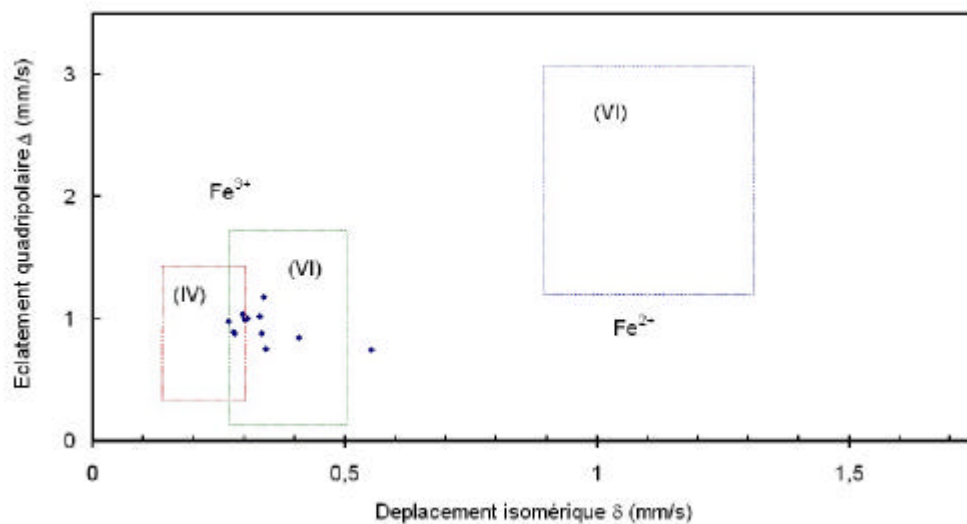 Eclatement quadripolaire Δ (mm/s)
3
2
1
0
(VI)
Fe³⁺
(VI)
(IV)
Fe²⁺
0
0,5
1
1,5
Deplacement isomérique δ (mm/s)